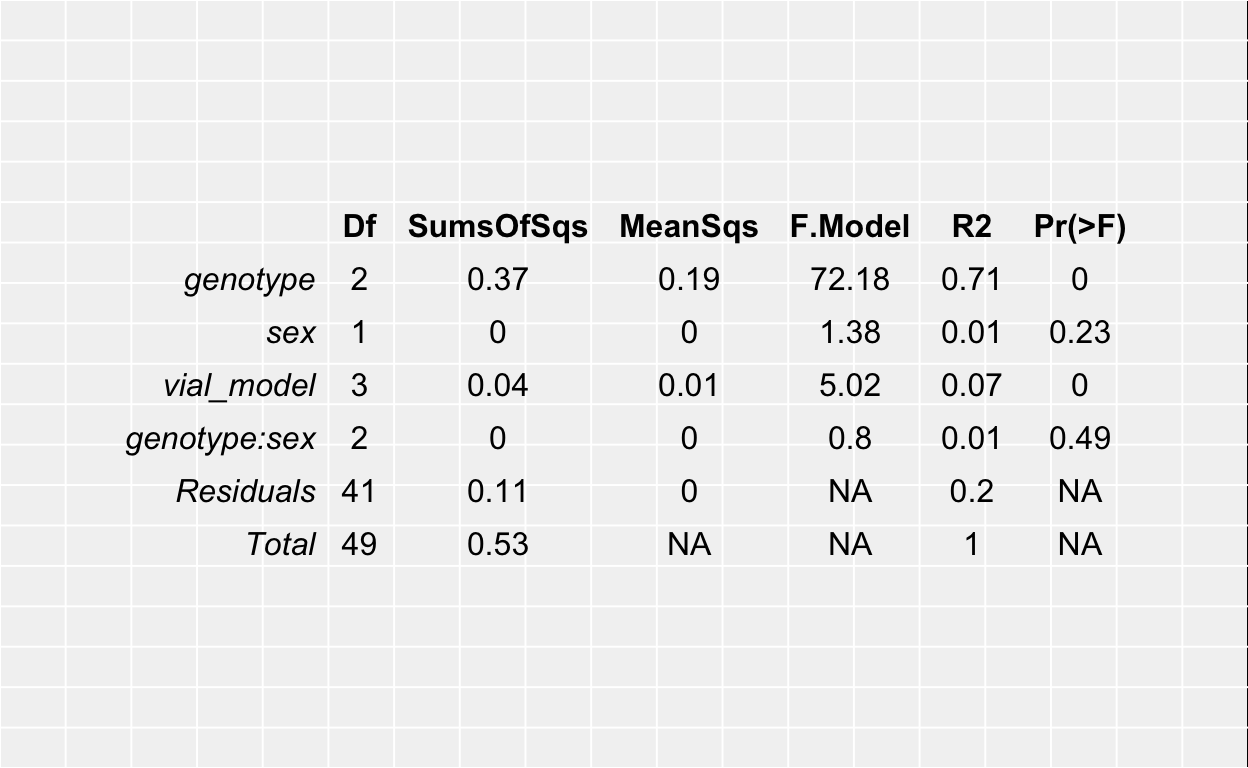 Df SumsOfSqs MeanSqs F.Model R2 Pr(>F)
genotype 2 0.37 0.19 72.18 0.71 0
sex 1 0 0 1.38 0.01 0.23
vial_model 3 0.04 0.01 5.02 0.07 0
genotype:sex 2 0 0 0.8 0.01 0.49
Residuals 41 0.11 0 NA 0.2 NA
Total 49 0.53 NA NA 1 NA